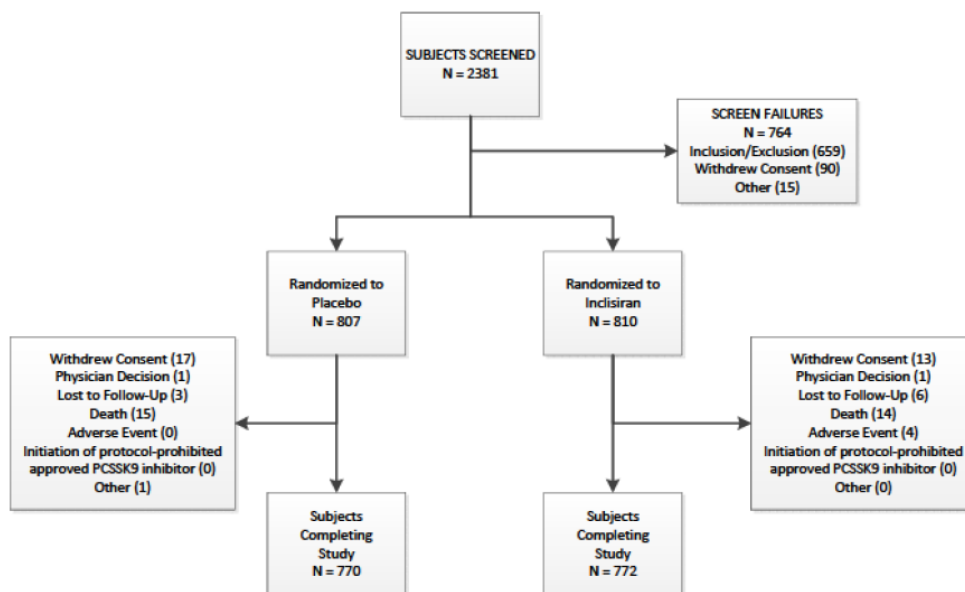 SUBJECTS SCREENED
N = 2381
SCREEN FAILURES
N = 764
Inclusion/Exclusion (659)
Withdrew Consent (90)
Other (15)
Randomized to
Placebo
N = 807
Randomized to
Inclisiran
N = 810
Withdrew Consent (17)
Physician Decision (1)
Lost to Follow-Up (3)
Death (15)
Adverse Event (0)
Initiation of protocol-prohibited
approved PCSSK9 inhibitor (0)
Other (1)
Withdrew Consent (13)
Physician Decision (1)
Lost to Follow-Up (6)
Death (14)
Adverse Event (4)
Initiation of protocol-prohibited
approved PCSSK9 inhibitor (0)
Other (0)
Subjects
Completing
Study
N = 770
Subjects
Completing
Study
N = 772